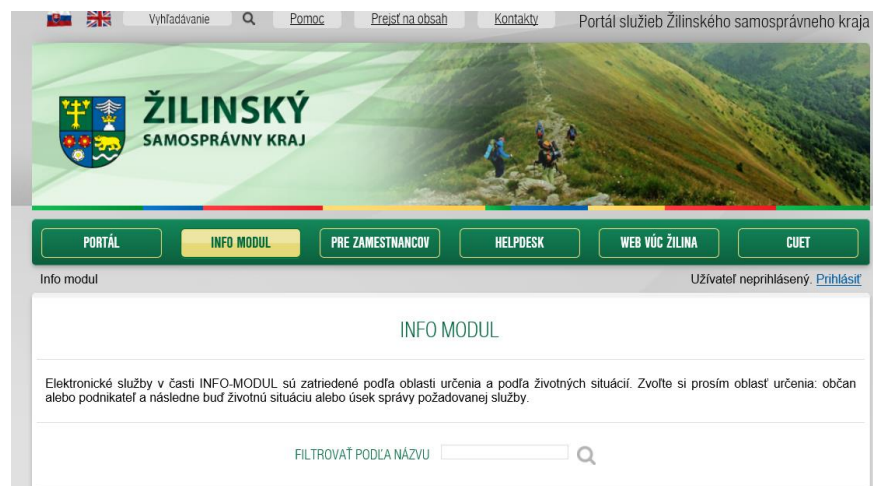 Vyhľadávanie Pomoc Prejsť na obsah Kontakty Portál služieb Žilinského samosprávneho kraja
ŽILINSKÝ
SAMOSPRÁVNY KRAJ
PORTÁL INFO MODUL PRE ZAMESTNANCOV HELPDESK WEB VÚC ŽILINA CUET
Info modul Užívateľ neprihlásený. Prihlásiť
INFO MODUL
Elektronické služby v časti INFO-MODUL sú zatriedené podľa oblasti určenia a podľa životných situácií. Zvoľte si prosím oblasť určenia: občan
alebo podnikateľ a následne buď životnú situáciu alebo úsek správy požadovanej služby.
FILTROVAŤ PODĽA NÁZVU